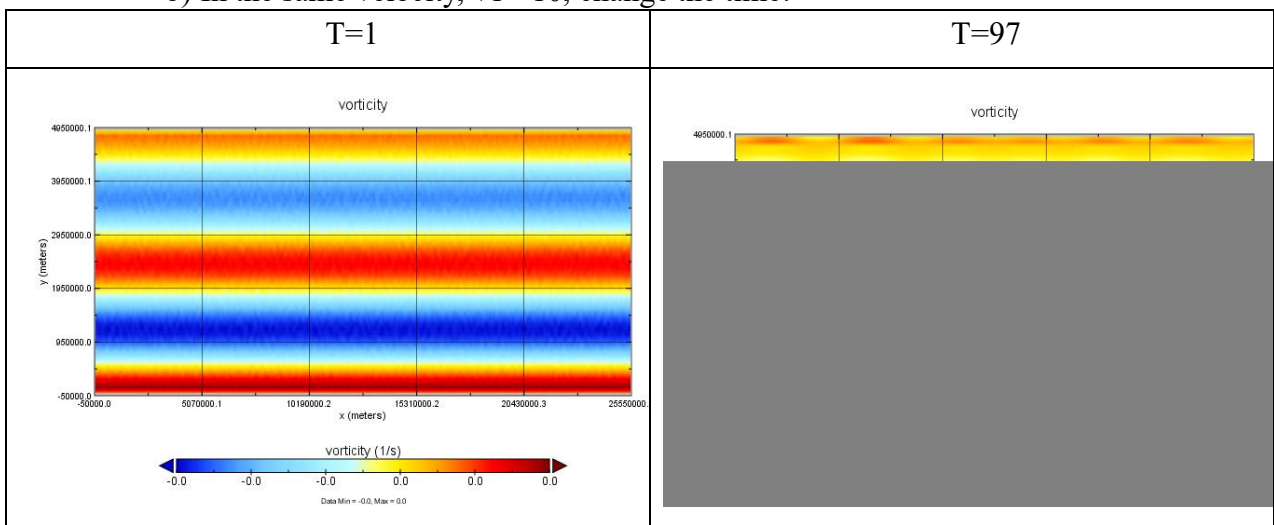 T=1
T=97
vorticity
4950000.1
3950000.1
2950000.0
1950000.0
950000.0
-50000.0
y (meters)
-50000.0 5070000.1 10190000.2 15310000.2 20430000.3 25550000.
x (meters)
vorticity (1/s)
-0.0 -0.0 -0.0 0.0 0.0 0.0
Data Min = -0.0, Max = 0.0
vorticity
4950000.1